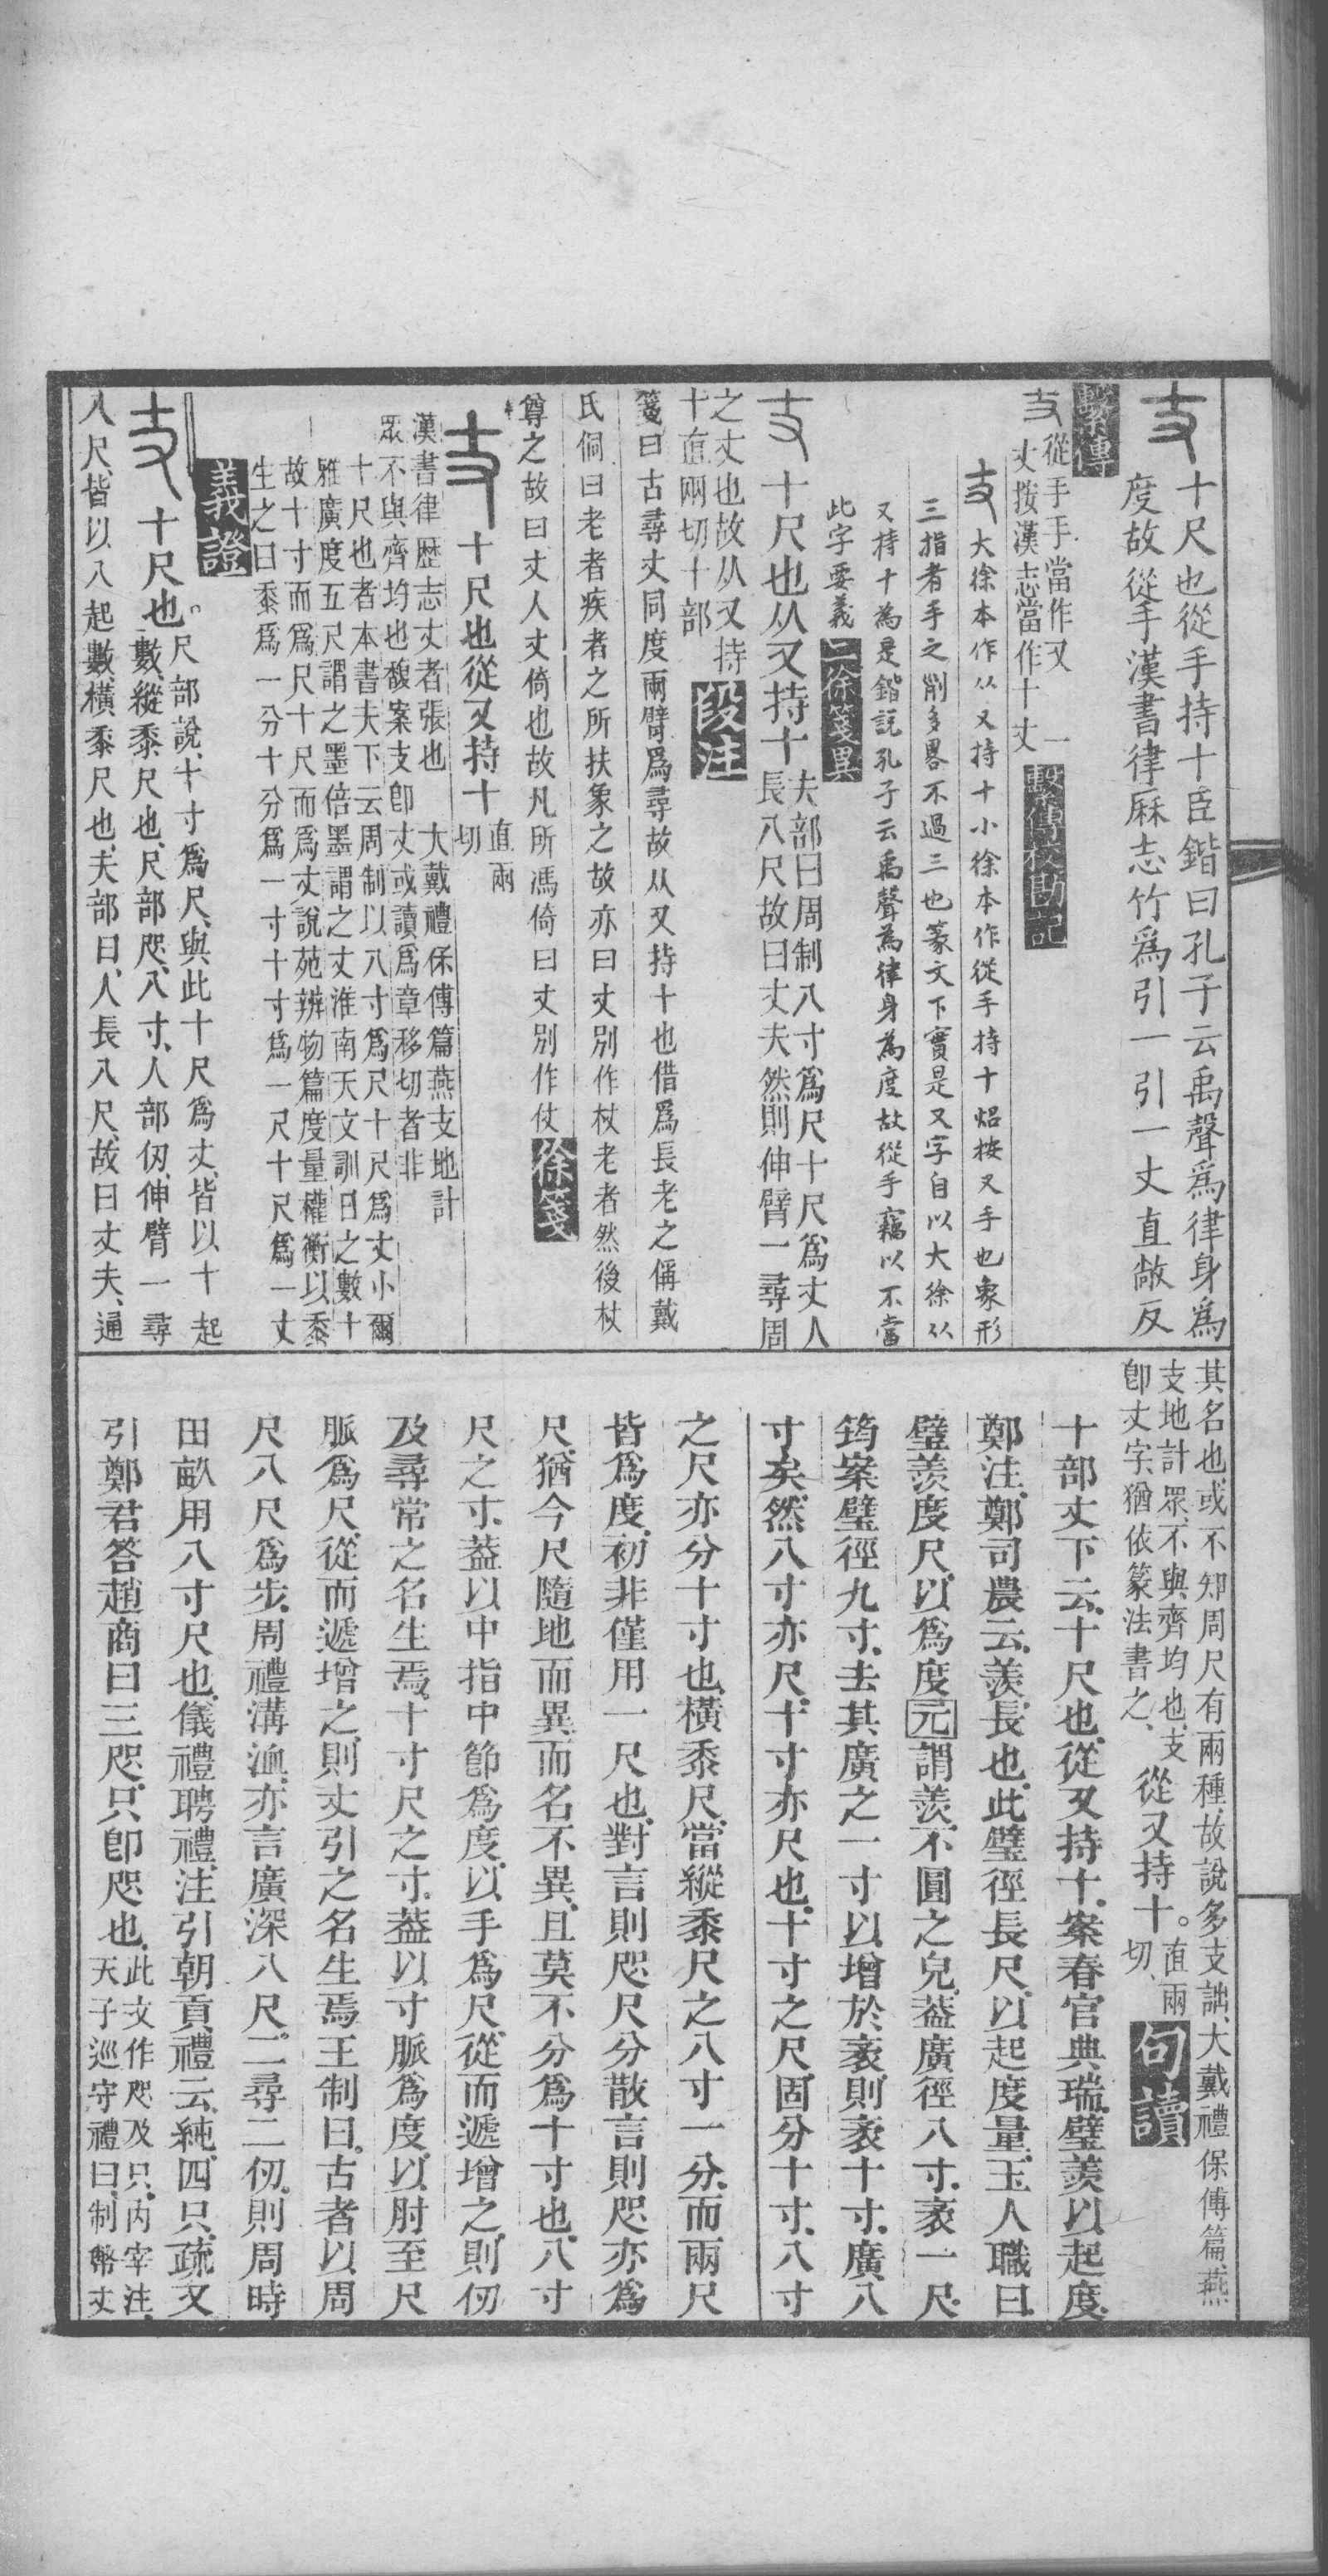 𠀋十尺也從手持十臣鍇曰孔子云禹聲爲律身爲
度故從手漢書律厤志竹爲引一引一丈直敝反
繫傳
𠀋從手手當作又一
丈按漢志當作十丈
繫傳校勘記
𠀋大徐本作从又持十小徐本作從手持十炤按又手也象形
三指者手之𠛱多畧不過三也篆文下實是又字自以大徐从
又持十為是鍇說孔子云禹聲為律身為度故從手竊以不當
此字要義
二徐箋異
𠀋十尺也从又持十夫部曰周制八寸爲尺十尺爲丈人
長八尺故曰丈夫然則伸臂一尋周
之丈也故从又持
十直兩切十部
段注
箋曰古尋丈同度兩臂爲尋故从又持十也借爲長老之偁戴
氏侗曰老者疾者之所扶象之故亦曰丈別作杖老者然後杖
尊之故曰丈人丈倚也故凡所馮倚曰丈別作仗
徐箋
𠀋十尺也從又持十直兩
切
漢書律歷志丈者張也　大戴禮保傅篇燕支地計
眾不與齊均也馥案支卽丈或讀爲章移切者非
十尺也者本書夫下云周制以八寸爲尺十尺爲丈小爾
雅廣度五尺謂之墨倍墨謂之丈淮南天文訓日之數十
故十寸而爲尺十尺而爲丈說苑辨物篇度量權衡以黍
生之曰黍爲一分十分爲一寸十寸爲一尺十尺爲一丈
義證
𠀋十尺也。尺部說、十寸爲尺、與此十尺爲丈、皆以十起
數、縱黍尺也、尺部咫、八寸、人部仞、伸臂一尋
八尺、皆以八起數、橫黍尺也、夫部曰、人長八尺、故曰丈夫、通
其名也、或不知周尺有兩種、故說多支詘、大戴禮保傅篇、燕
支地計眾、不與齊均也、支
卽丈字、猶依篆法書之、
從又持十。直兩
切、
句讀
十部丈下云、十尺也、從又持十、案春官典瑞、璧羨以起度、
鄭注、鄭司農云、羨、長也、此璧徑長尺、以起度量、玉人職曰、
璧羨度尺、以爲度元謂羨、不圓之皃、葢廣徑八寸、袤一尺、
筠案璧徑九寸、去其廣之一寸以增於袤、則袤十寸、廣八
寸矣、然八寸亦尺、十寸亦尺也、十寸之尺、固分十寸、八寸
之尺亦分十寸也、橫黍尺、當縱黍尺之八寸一分、而兩尺
皆爲度、初非僅用一尺也、對言則咫尺分散言則咫亦爲
尺、猶今尺隨地而異、而名不異、且莫不分爲十寸也、八寸
尺之寸、葢以中指中節爲度、以手爲尺、從而遞增之、則仞
及尋常之名生焉、十寸尺之寸、葢以寸脈爲度、以肘至尺
脈爲尺、從而遞增之、則丈引之名生焉、王制曰、古者以周
尺八尺爲步、周禮溝洫、亦言廣深八尺、二尋二仞、則周時
田畝用八寸尺也、儀禮聘禮、注引朝貢禮云、純四只、疏又
引鄭君答趙商曰、三咫只、卽咫也、此文作咫及只、內宰注、
天子巡守禮曰、制幣丈